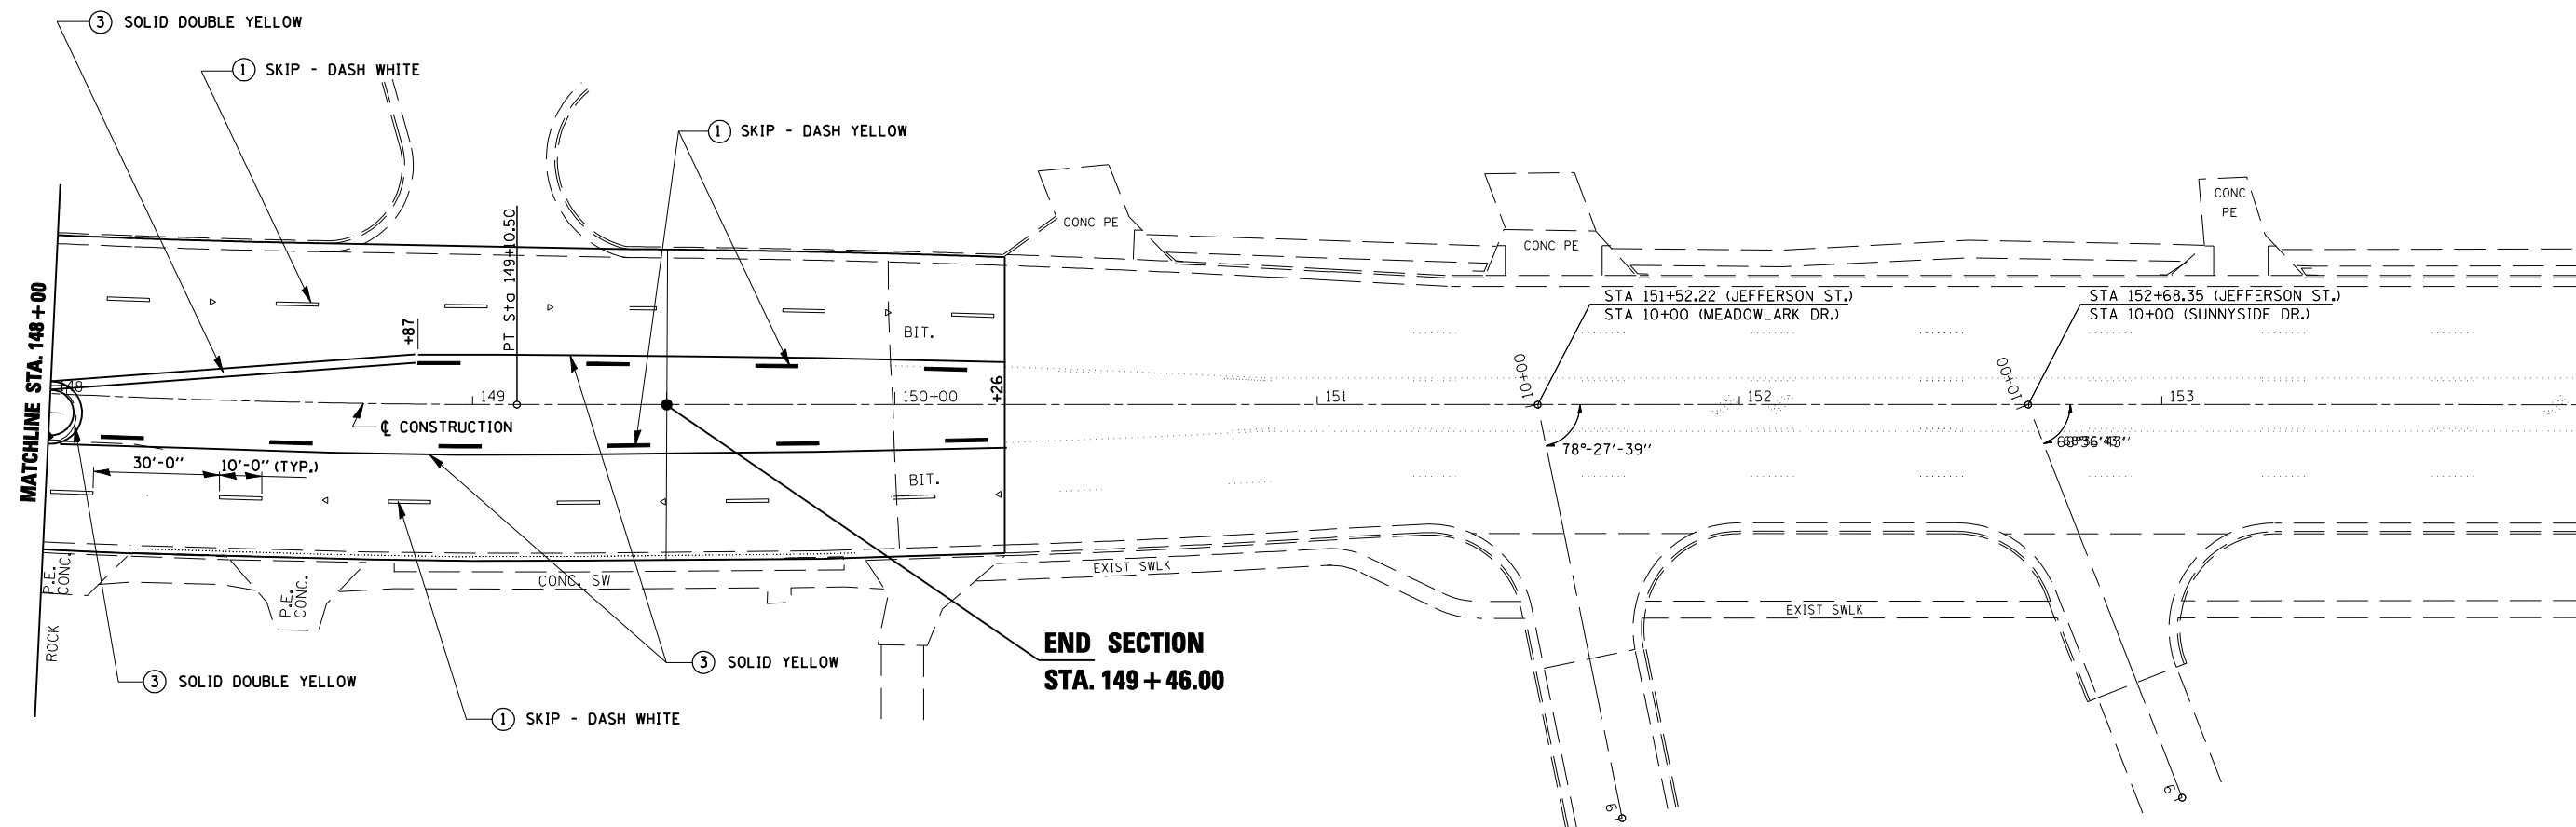 3 SOLID DOUBLE YELLOW
1 SKIP - DASH WHITE
1 SKIP - DASH YELLOW
CONC PE
CONC PE
CONC
PE
MATCHLINE STA. 148+00
+87
PT Sta 149+10.50
BIT.
STA 151+52.22 (JEFFERSON ST.)
STA 10+00 (MEADOWLARK DR.)
STA 152+68.35 (JEFFERSON ST.)
STA 10+00 (SUNNYSIDE DR.)
10+00
10+00
+26
149
150+00
151
152
153
℄ CONSTRUCTION
78°-27'-39"
30'-0"
10'-0" (TYP.)
BIT.
P.E.
CONC.
P.E.
CONC.
CONC. SW
EXIST SWLK
EXIST SWLK
ROCK
END SECTION
STA. 149+46.00
3 SOLID YELLOW
3 SOLID DOUBLE YELLOW
1 SKIP - DASH WHITE
9
9